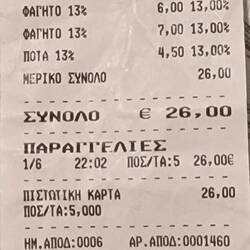 ΦΑΓΗΤΟ 13% 6,00 13,00%
ΦΑΓΗΤΟ 13% 7,00 13,00%
ΠΟΤΑ 13% 4,50 13,00%
ΜΕΡΙΚΟ ΣΥΝΟΛΟ 26,00
ΣΥΝΟΛΟ € 26,00
ΠΑΡΑΓΓΕΛΙΕΣ
1/6 22:02 ΠΟΣ/ΤΑ:5 26,00€
ΠΙΣΤΩΤΙΚΗ ΚΑΡΤΑ 26,00
ΠΟΣ/ΤΑ:5,000
ΗΜ.ΑΠΟΔ:0006 ΑΡ.ΑΠΟΔ:0001460